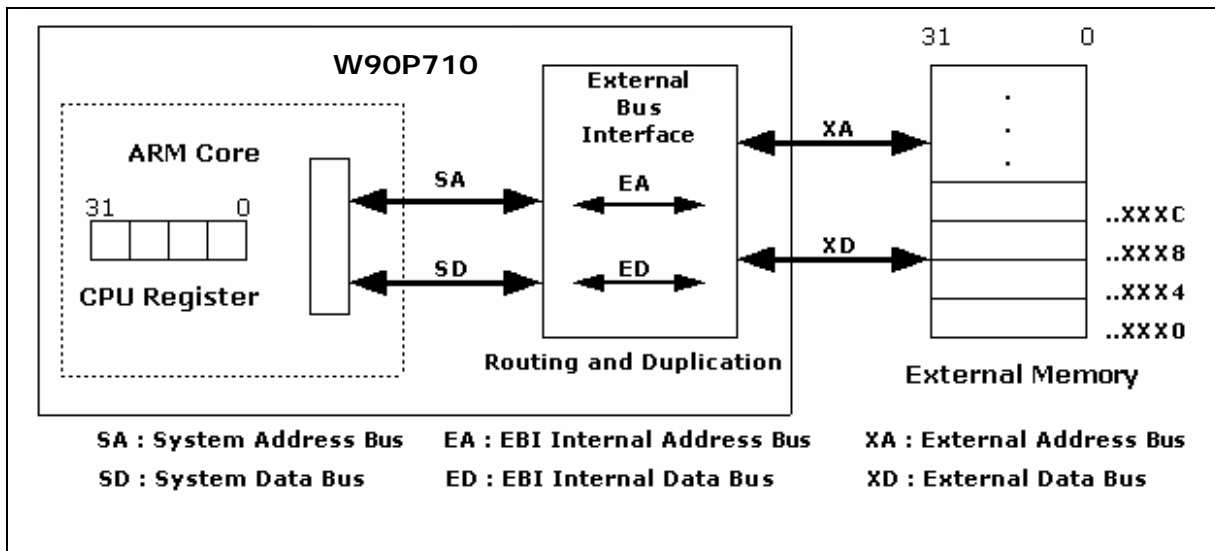 31 0
W90P710
External
Bus
Interface
XA
ARM Core
SA
EA
31 0
..XXXC
SD
ED
XD
..XXX8
CPU Register
..XXX4
..XXX0
Routing and Duplication
External Memory
SA : System Address Bus EA : EBI Internal Address Bus XA : External Address Bus
SD : System Data Bus ED : EBI Internal Data Bus XD : External Data Bus